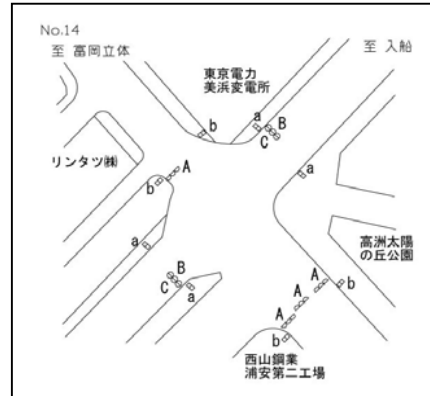 No.14
至 富岡立体
至 入船
東京電力
美浜変電所
a
B
b
C
A
リンタツ㈱
b
a
a
B
C
a
高洲太陽
の丘公園
A
b
A
A
b
西山鋼業
浦安第二工場